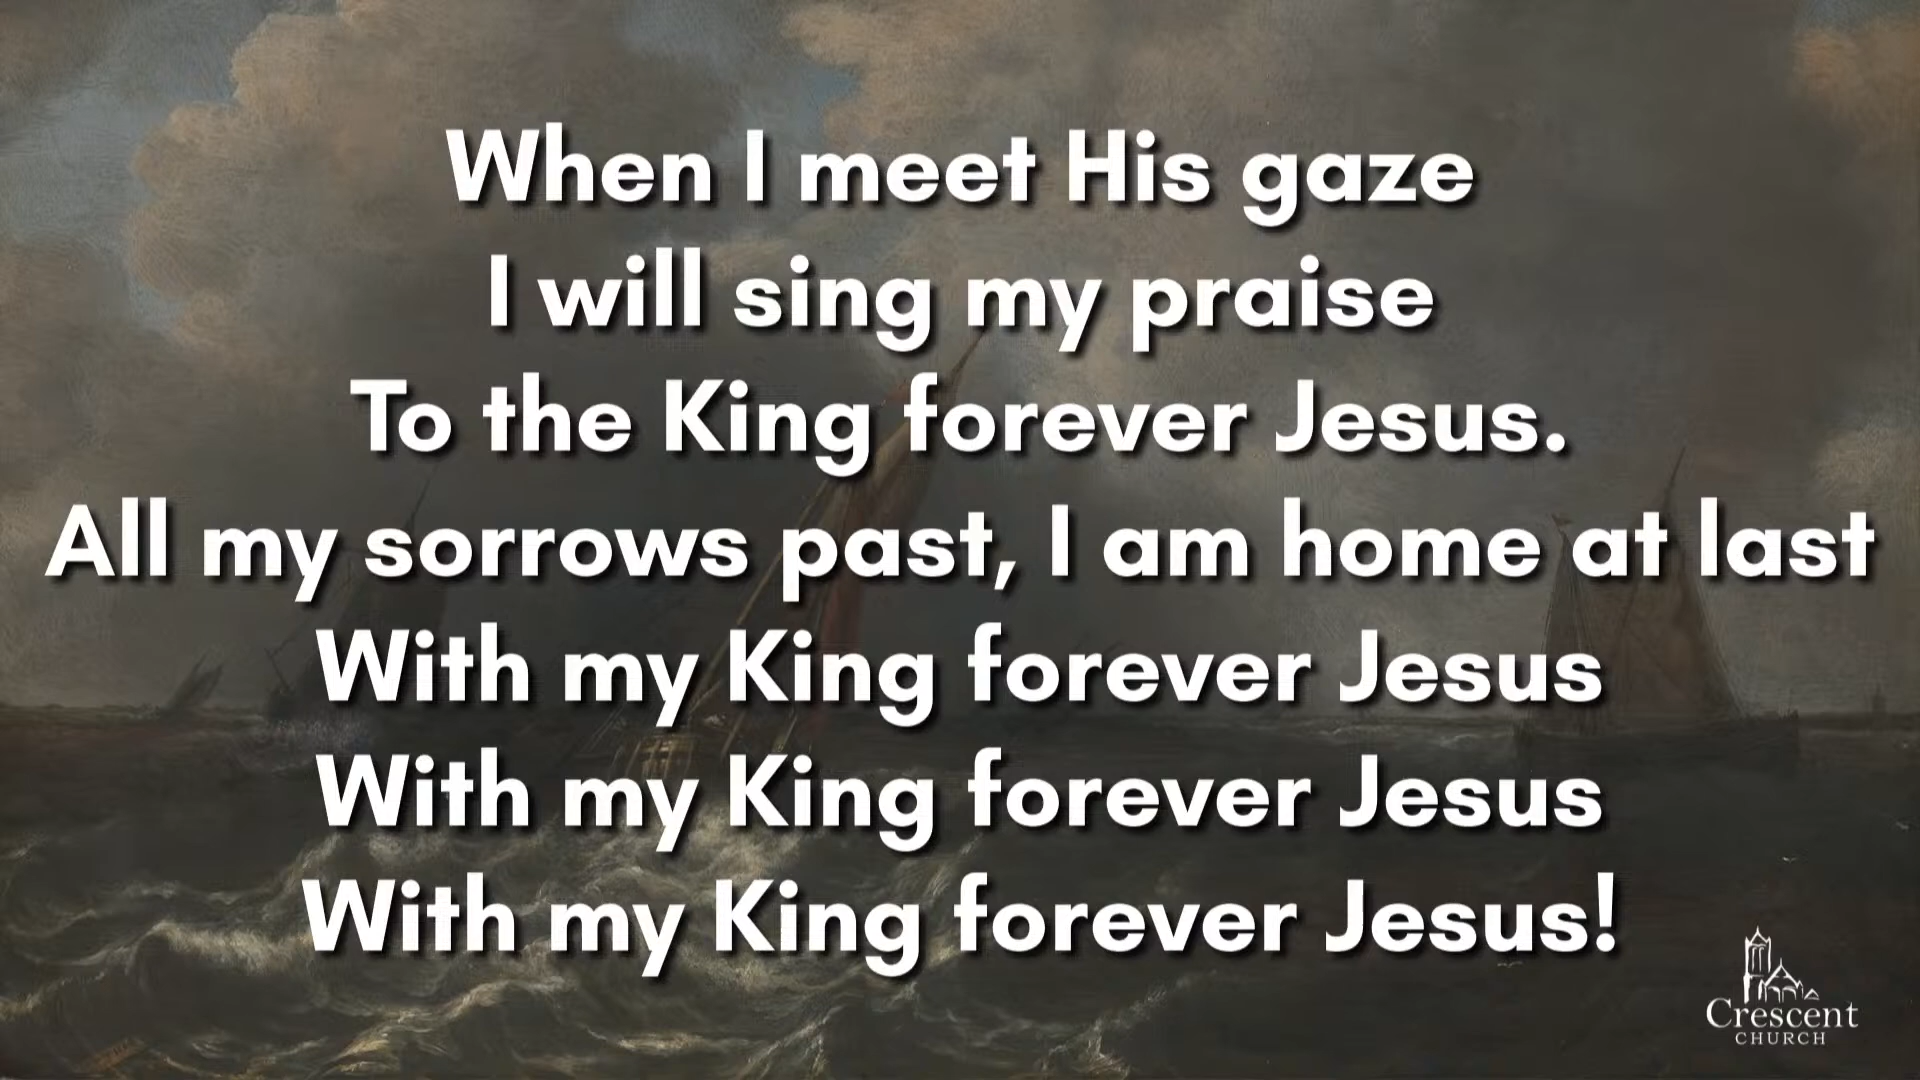 When I meet His gaze
I will sing my praise
To the King forever Jesus.
All my sorrows past, I am home at last
With my King forever Jesus
With my King forever Jesus
With my King forever Jesus!
Crescent
CHURCH